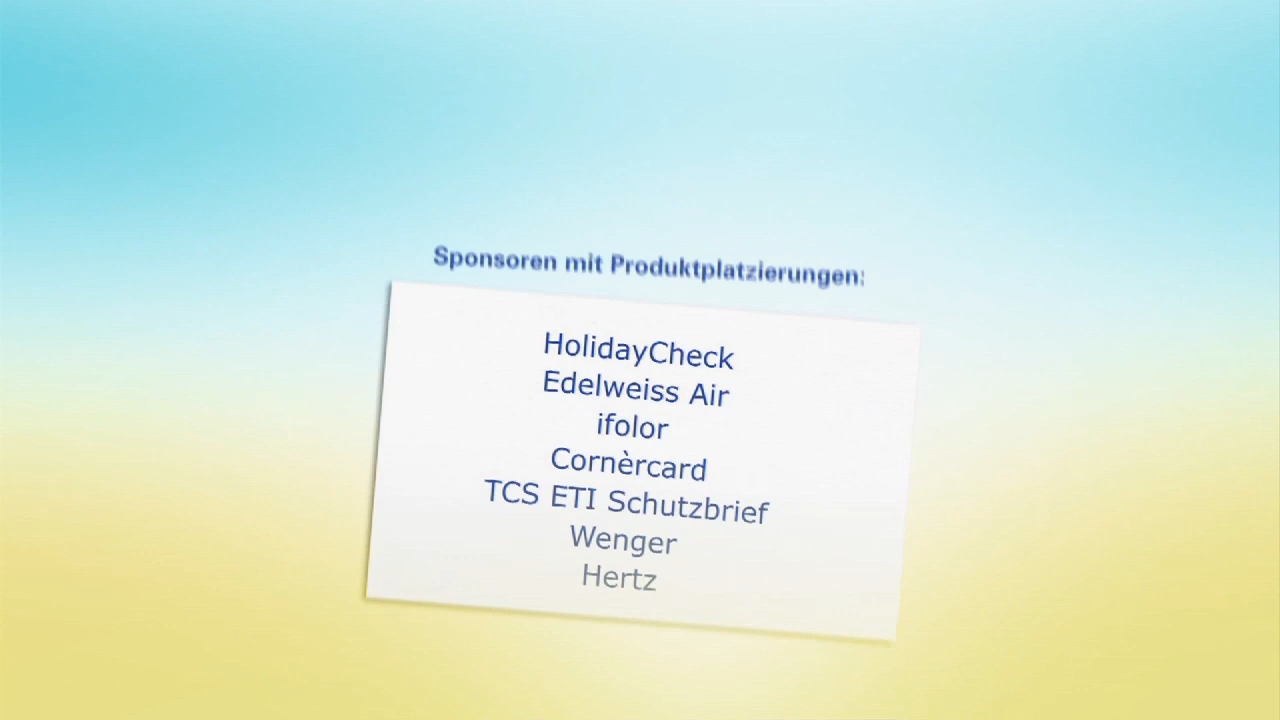 Sponsoren mit Produktplatzierungen:
HolidayCheck
Edelweiss Air
ifolor
Cornèrcard
TCS ETI Schutzbrief
Wenger
Hertz